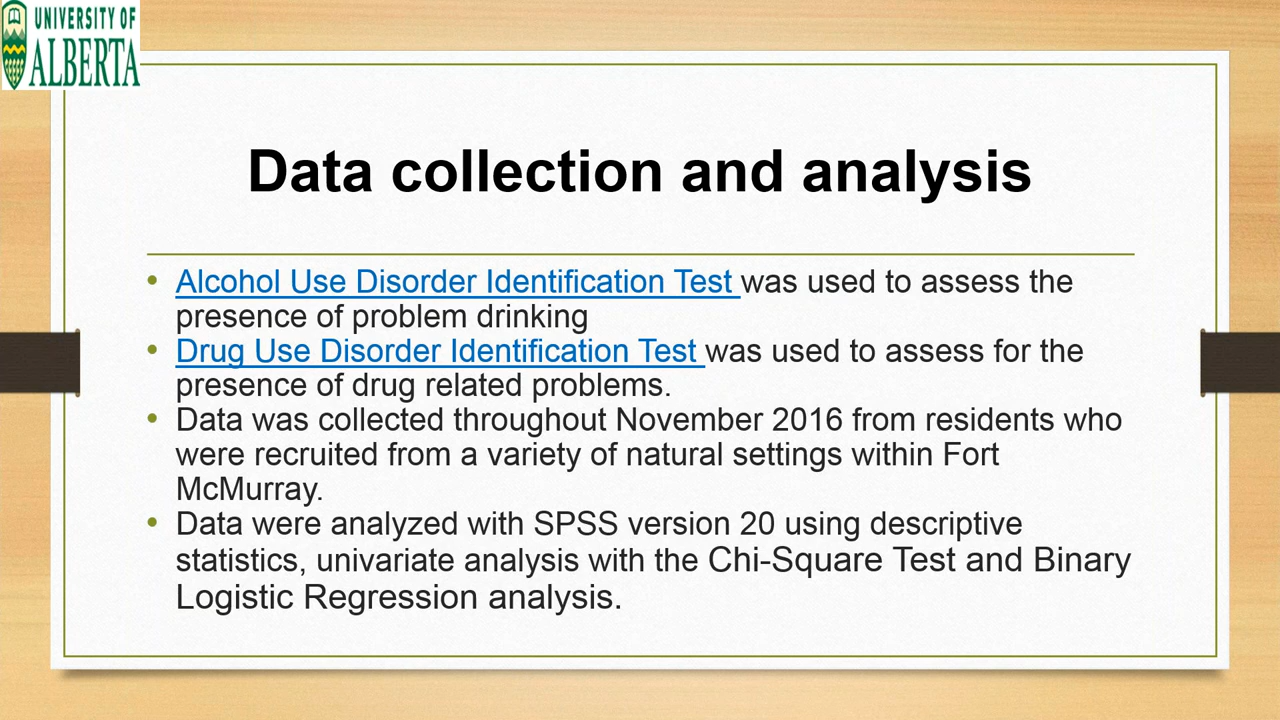 UNIVERSITY OF
ALBERTA
Data collection and analysis
• Alcohol Use Disorder Identification Test was used to assess the
presence of problem drinking
• Drug Use Disorder Identification Test was used to assess for the
presence of drug related problems.
• Data was collected throughout November 2016 from residents who
were recruited from a variety of natural settings within Fort
McMurray.
• Data were analyzed with SPSS version 20 using descriptive
statistics, univariate analysis with the Chi-Square Test and Binary
Logistic Regression analysis.